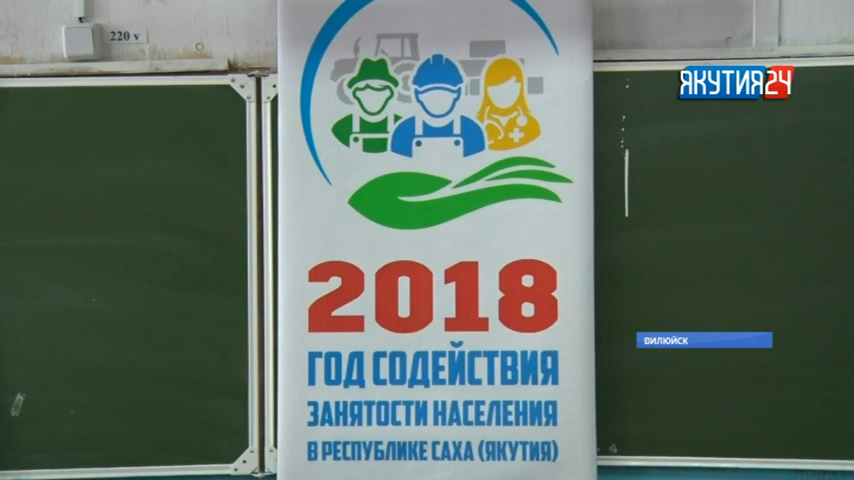 220 v
ЯКУТИЯ24
2018
ГОД СОДЕЙСТВИЯ
ЗАНЯТОСТИ НАСЕЛЕНИЯ
В РЕСПУБЛИКЕ САХА (ЯКУТИЯ)
ВИЛЮЙСК